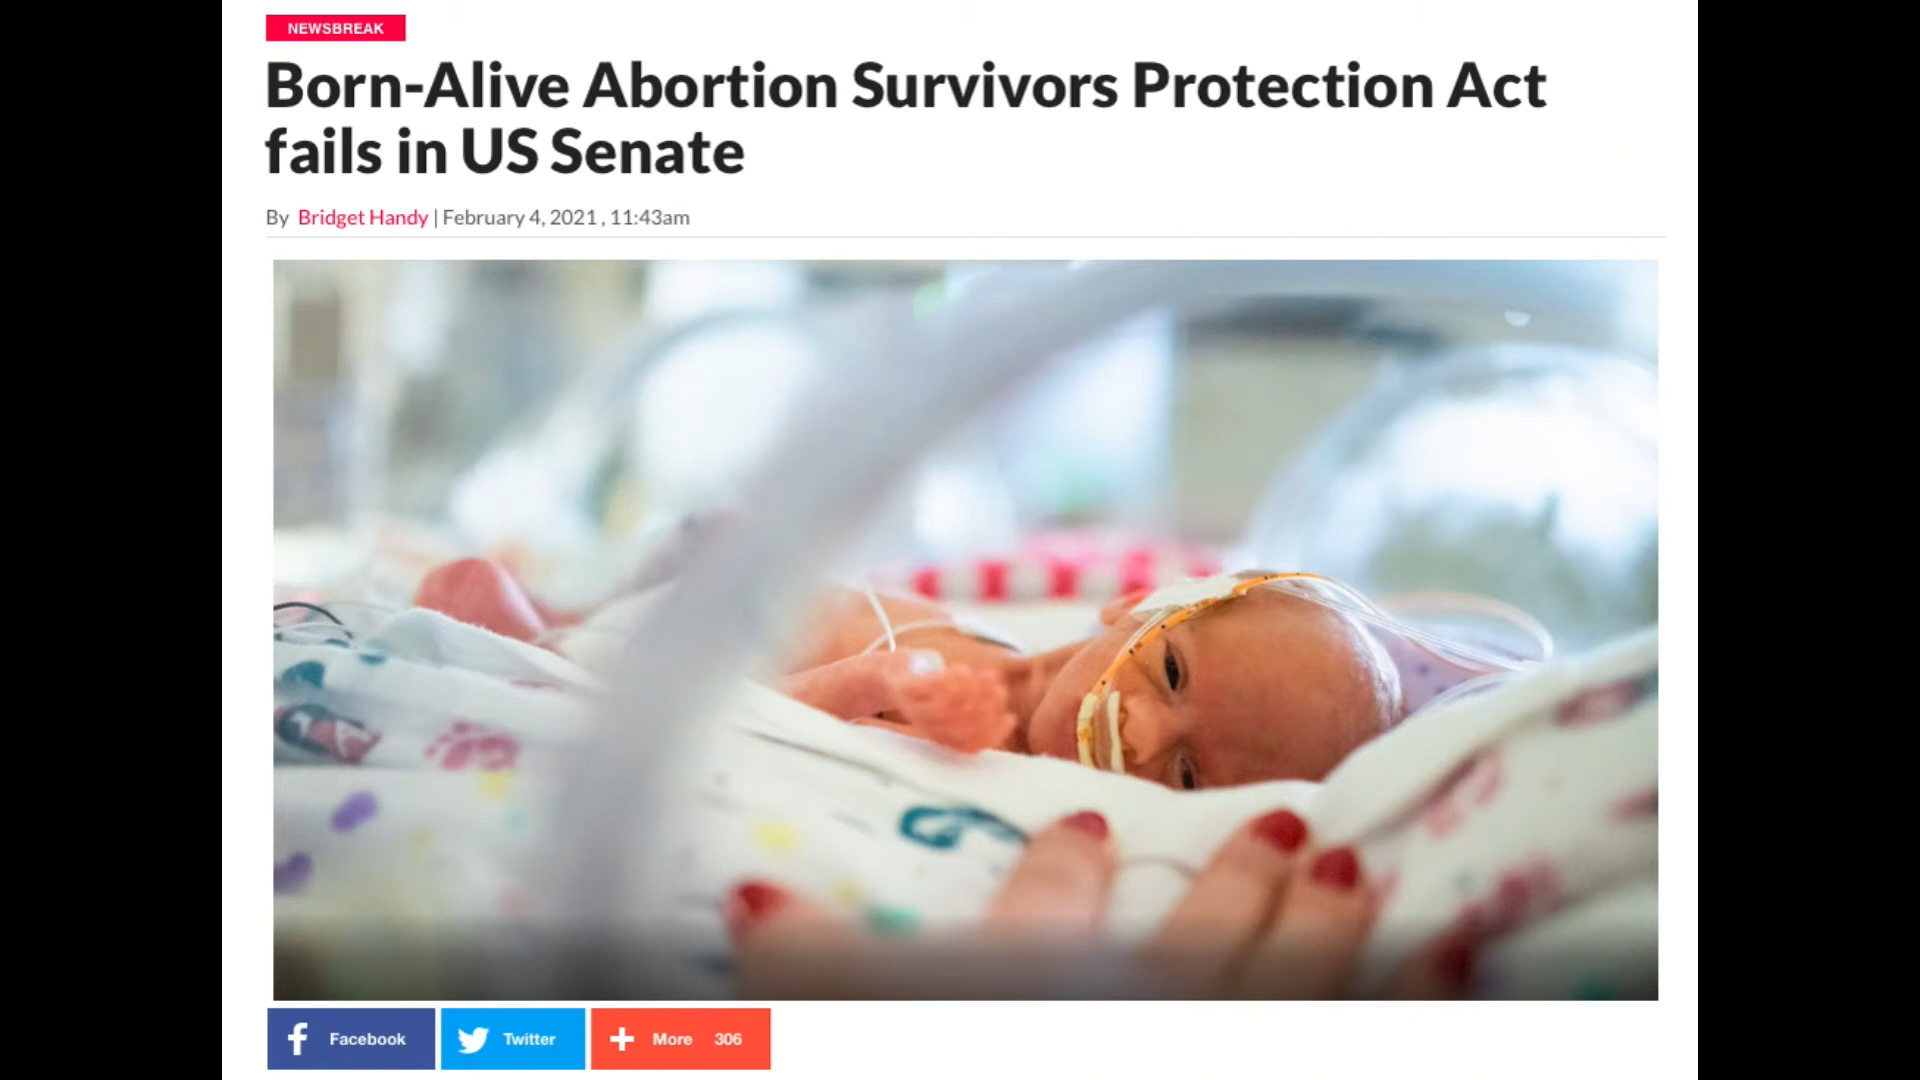 NEWSBREAK
Born-Alive Abortion Survivors Protection Act
fails in US Senate
By Bridget Handy | February 4, 2021, 11:43am
Facebook
Twitter
More 306